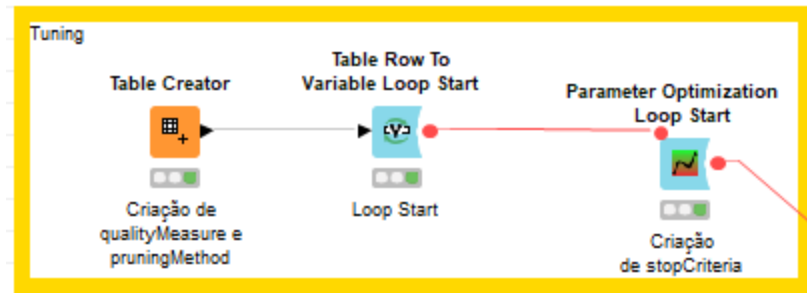 Tuning
Table Creator
Criação de
qualityMeasure e
pruningMethod
Table Row To
Variable Loop Start
Loop Start
Parameter Optimization
Loop Start
Criação
de stopCriteria